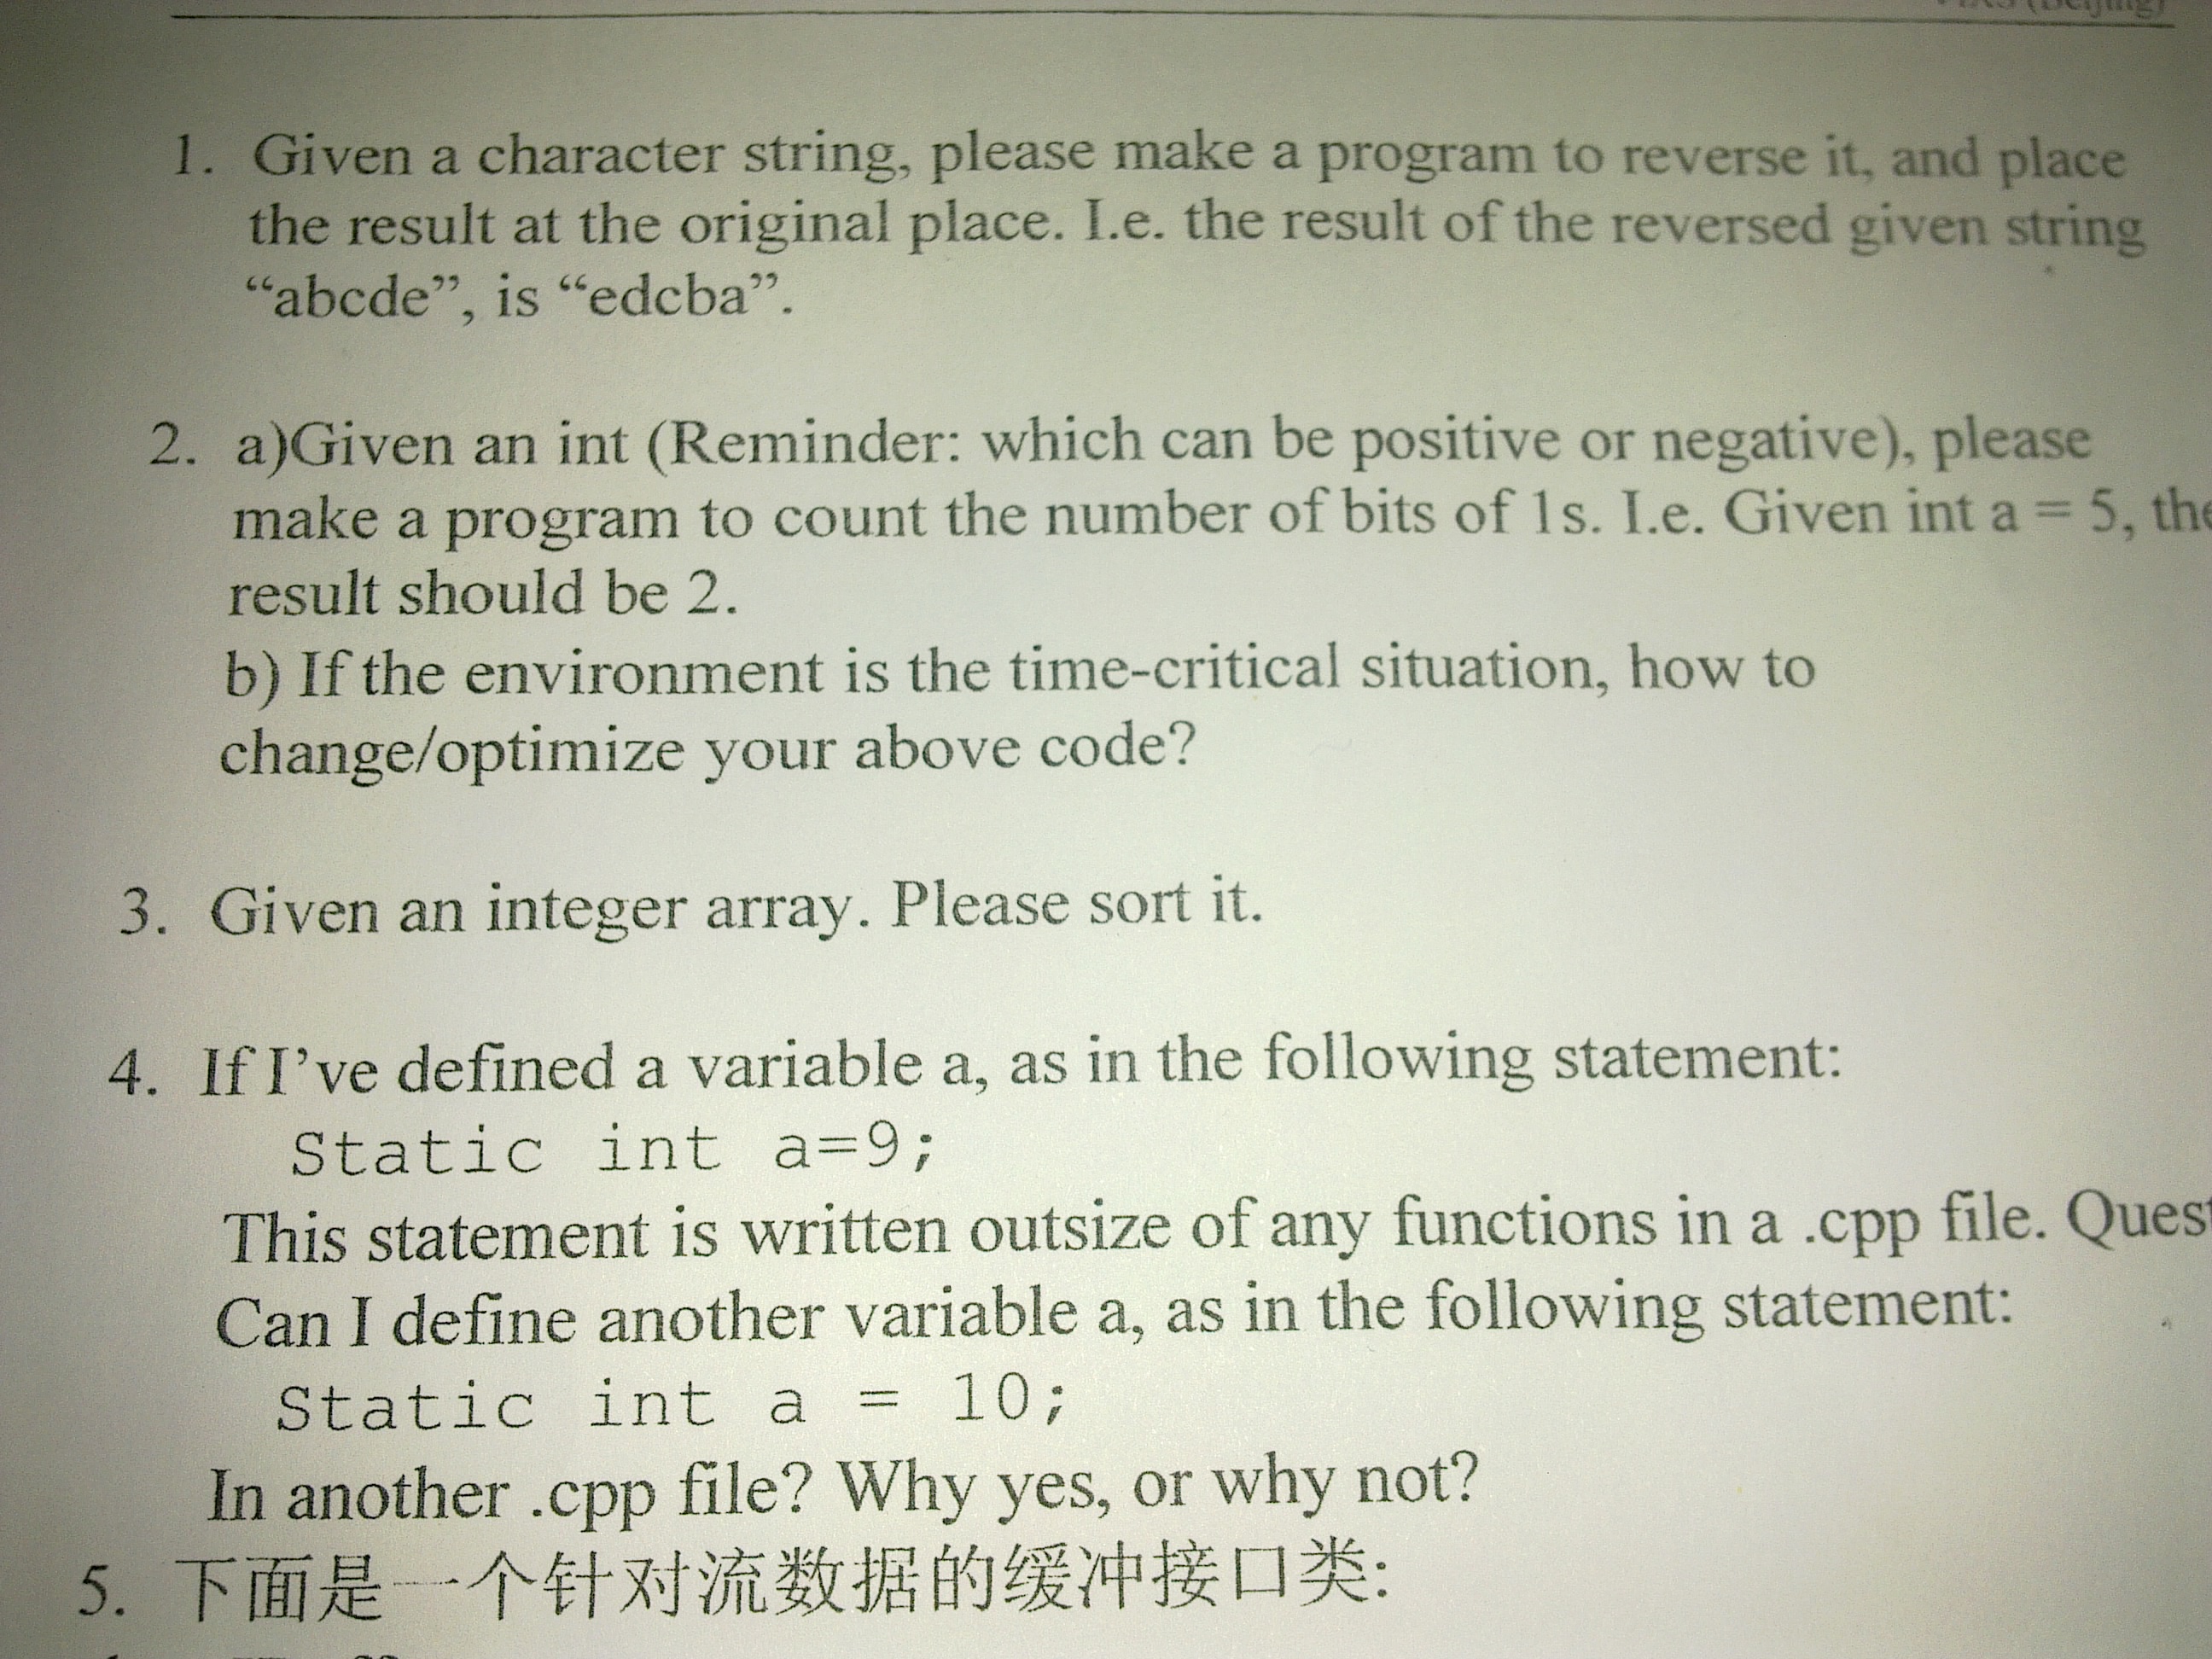 (Beijing)
1. Given a character string, please make a program to reverse it, and place
the result at the original place. I.e. the result of the reversed given string
“abcde”, is “edcba”.
2. a)Given an int (Reminder: which can be positive or negative), please
make a program to count the number of bits of 1s. I.e. Given int a = 5, the
result should be 2.
b) If the environment is the time-critical situation, how to
change/optimize your above code?
3. Given an integer array. Please sort it.
4. If I’ve defined a variable a, as in the following statement:
Static int a=9;
This statement is written outsize of any functions in a .cpp file. Quest
Can I define another variable a, as in the following statement:
Static int a = 10;
In another .cpp file? Why yes, or why not?
5. 下面是一个针对流数据的缓冲接口类: